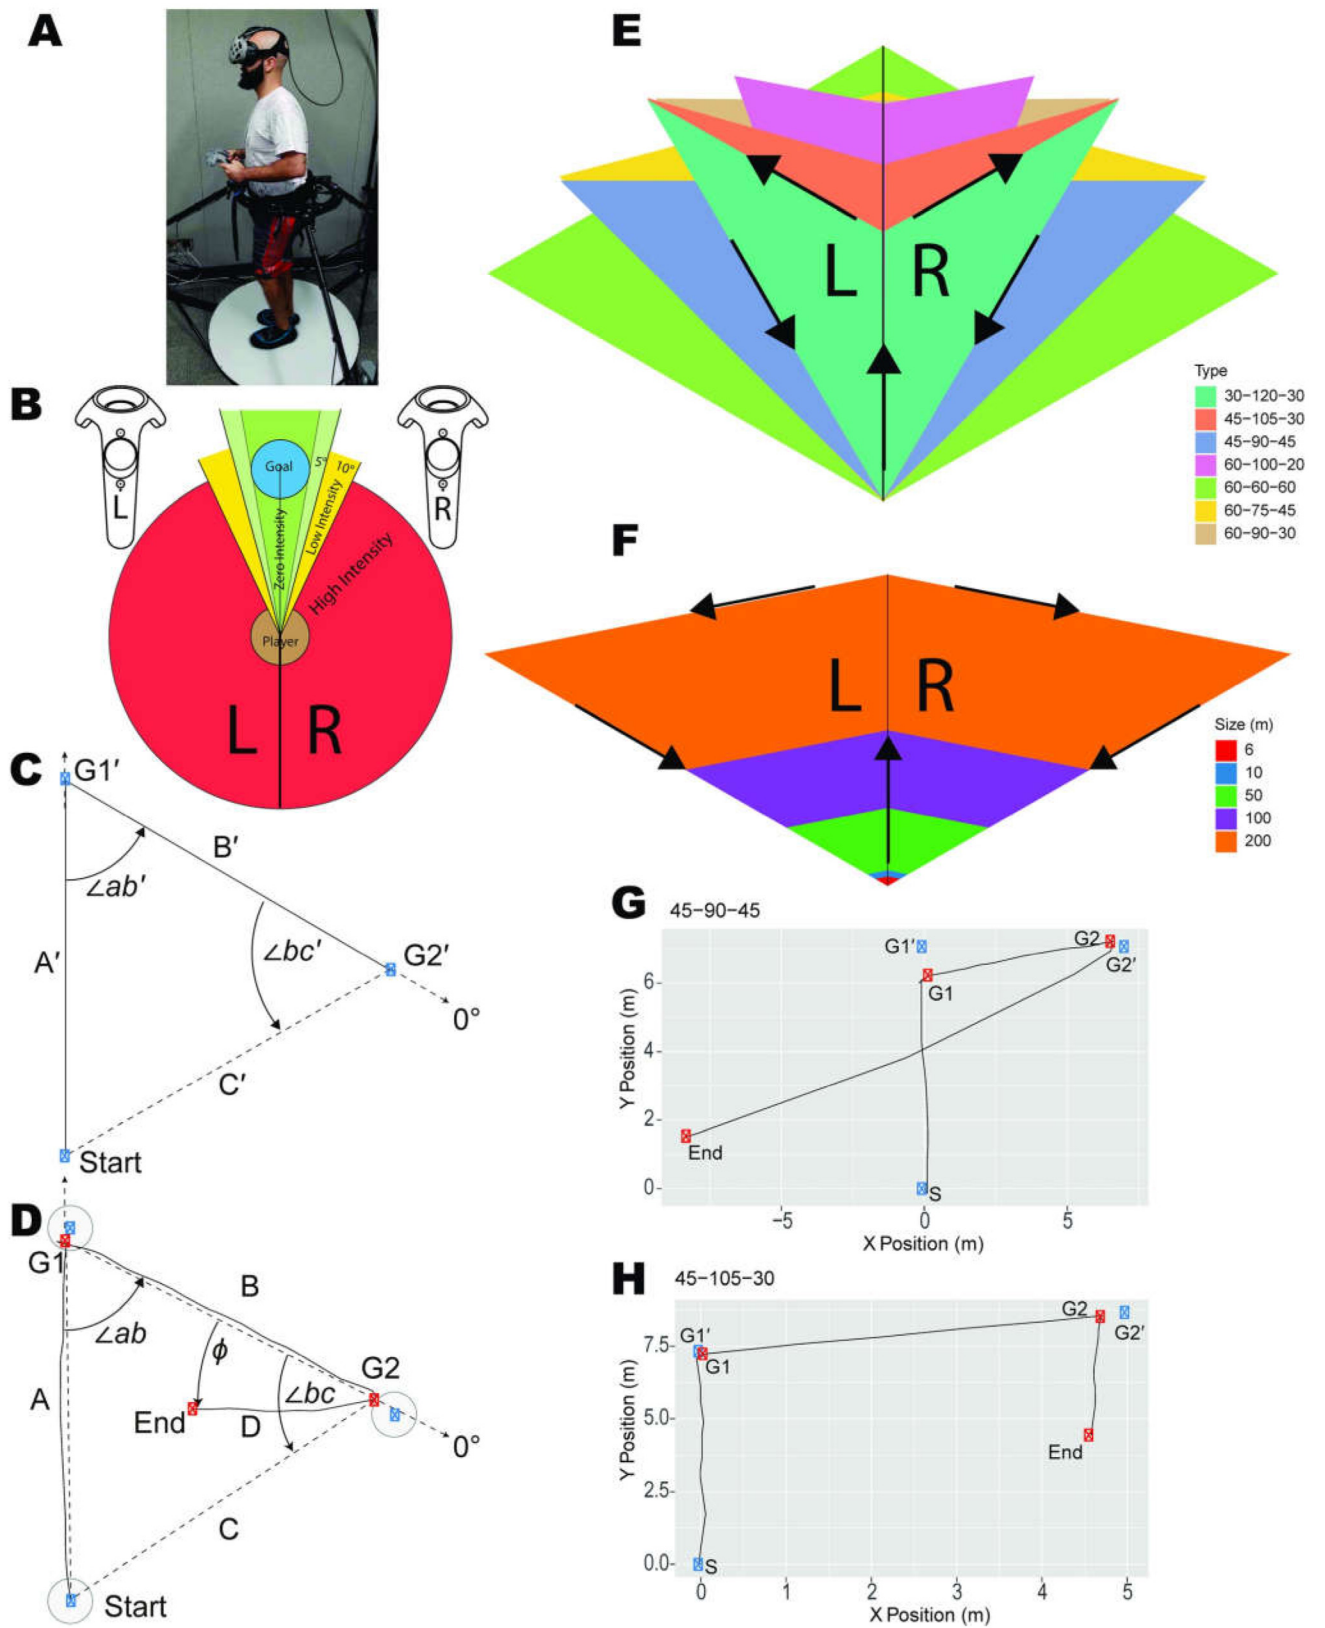 A
B
L
R
Goal
5°
10°
Zero Intensity
Low Intensity
High Intensity
Player
L
R
C
G1′
B′
∠ab′
∠bc′
G2′
A′
0°
C′
Start
D
G1
B
∠ab
ϕ
G2
∠bc
A
End
D
0°
C
Start
E
L
R
Type
30−120−30
45−105−30
45−90−45
60−100−20
60−60−60
60−75−45
60−90−30
F
L
R
Size (m)
6
10
50
100
200
G
45−90−45
G1′
G2
G2′
G1
End
S
Y Position (m)
6
4
2
0
−5
0
5
X Position (m)
H
45−105−30
G1′
G1
G2
G2′
End
S
Y Position (m)
7.5
5.0
2.5
0.0
0
1
2
3
4
5
X Position (m)